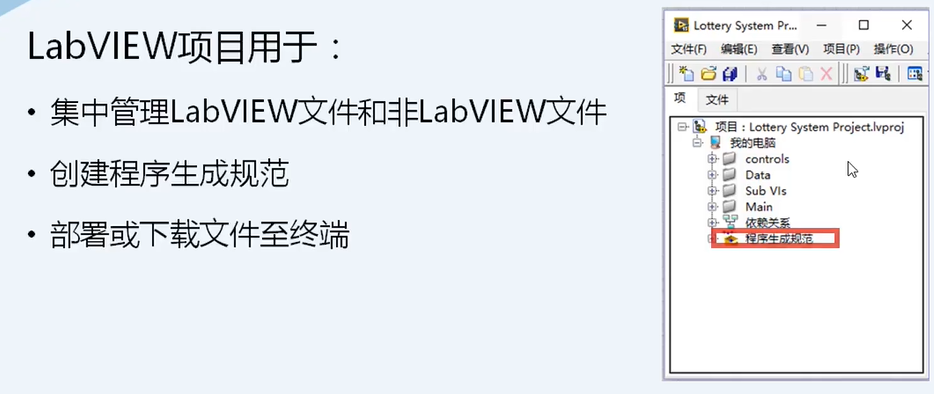 LabVIEW项目用于：
• 集中管理LabVIEW文件和非LabVIEW文件
• 创建程序生成规范
• 部署或下载文件至终端
Lottery System Pr...
文件(F) 编辑(E) 查看(V) 项目(P) 操作(O)
项 文件
项目：Lottery System Project.lvproj
我的电脑
controls
Data
Sub VIs
Main
依赖关系
程序生成规范